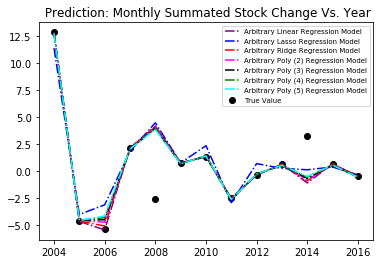 Prediction: Monthly Summated Stock Change Vs. Year
12.5
10.0
7.5
5.0
2.5
0.0
−2.5
−5.0
Arbitrary Linear Regression Model
Arbitrary Lasso Regression Model
Arbitrary Ridge Regression Model
Arbitrary Poly (2) Regression Model
Arbitrary Poly (3) Regression Model
Arbitrary Poly (4) Regression Model
Arbitrary Poly (5) Regression Model
True Value
2004 2006 2008 2010 2012 2014 2016